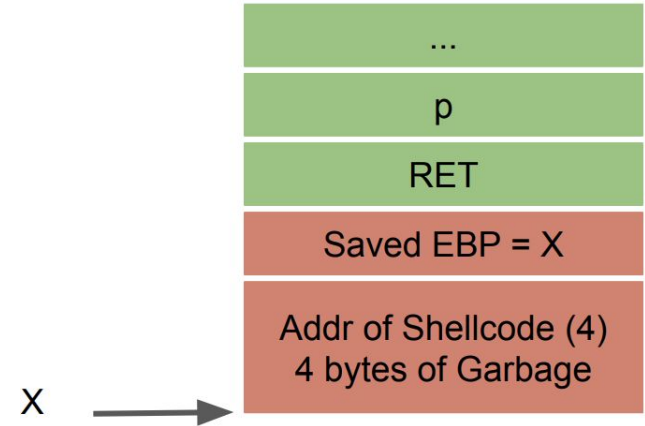 ...
p
RET
Saved EBP = X
Addr of Shellcode (4)
4 bytes of Garbage
X